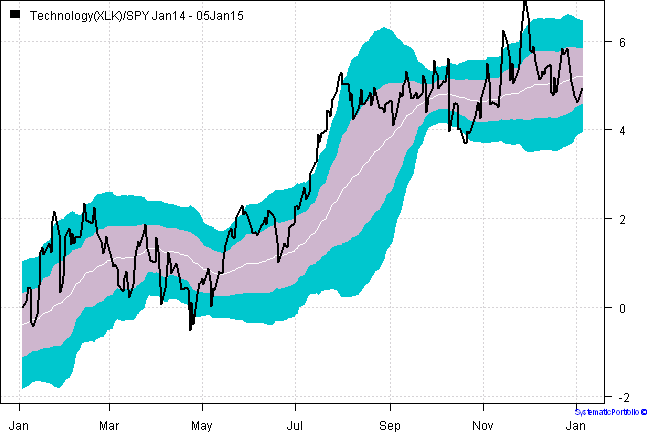 Technology(XLK)/SPY Jan14 - 05Jan15
6
4
2
0
-2
Jan Mar May Jul Sep Nov Jan
SystematicPortfolio ©